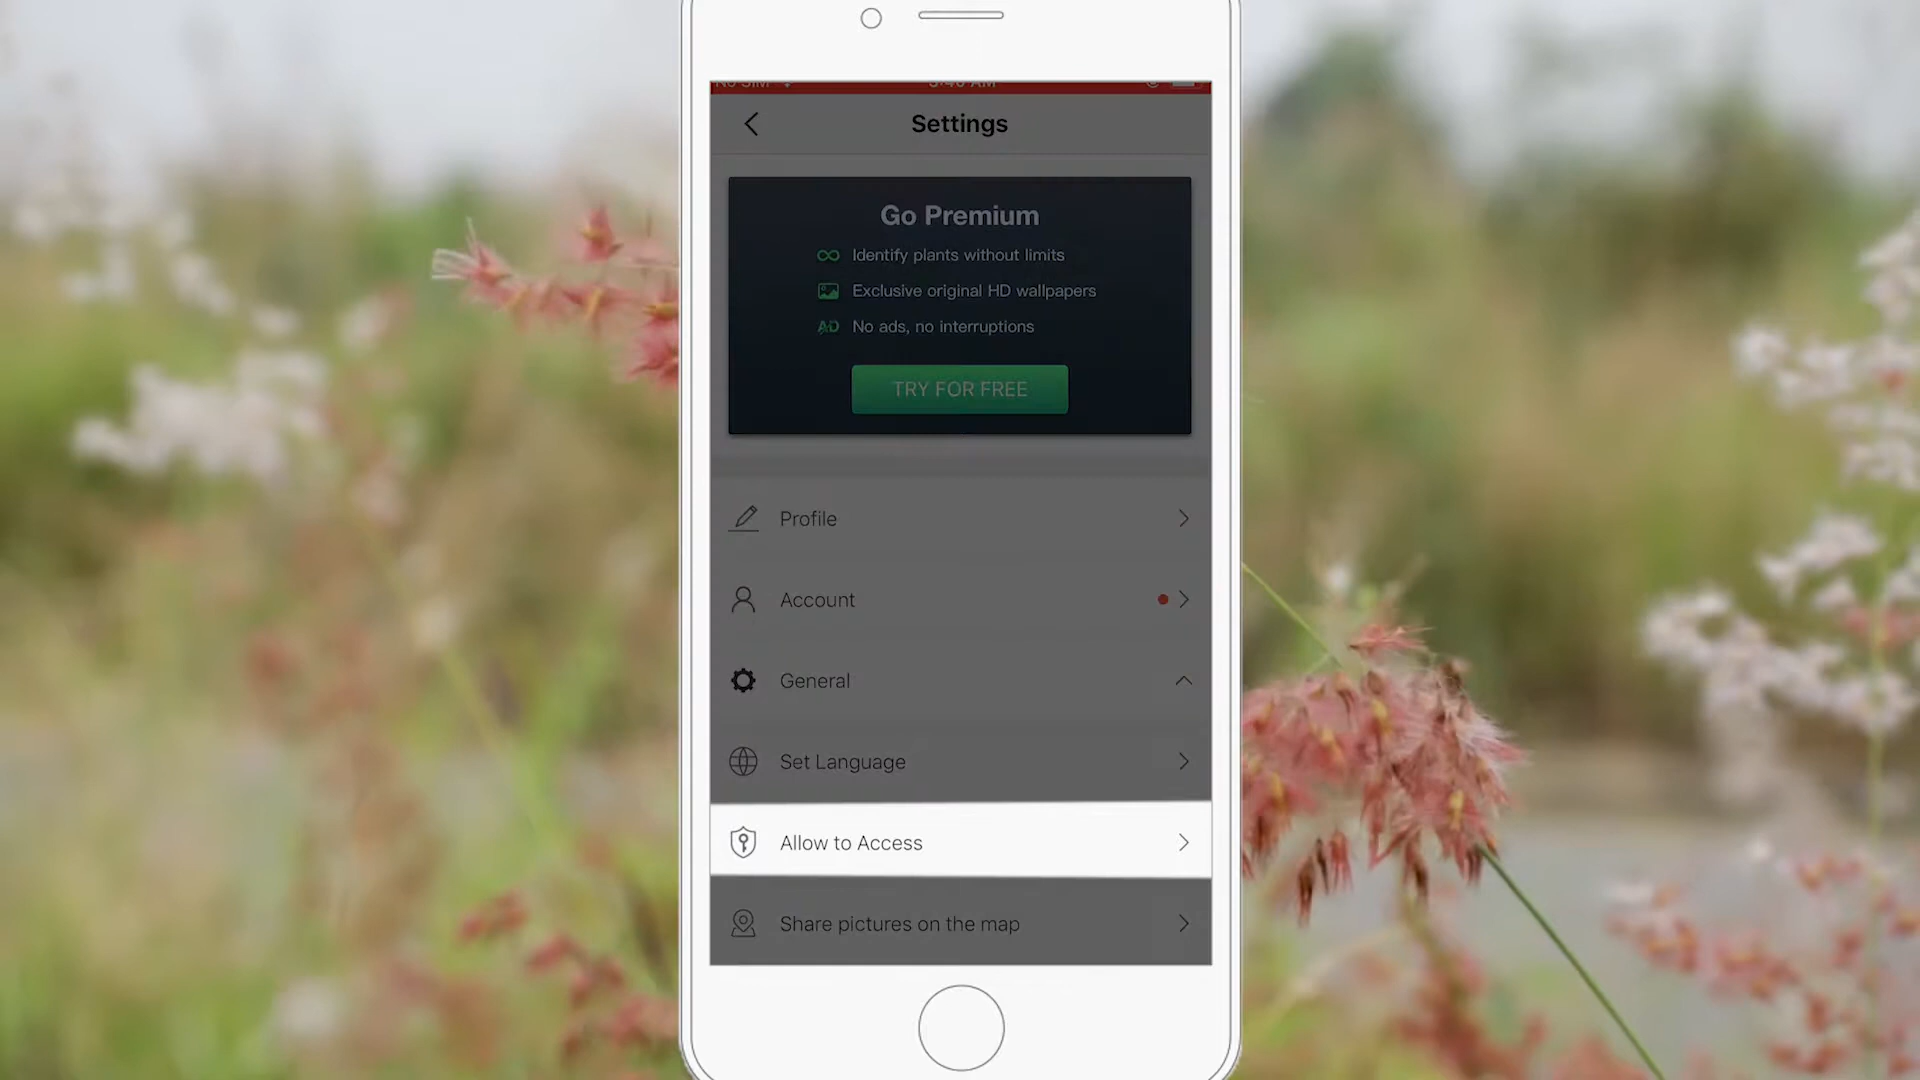 Settings
Go Premium
Identify plants without limits
Exclusive original HD wallpapers
AD No ads, no interruptions
TRY FOR FREE
Profile
Account
General
Set Language
Allow to Access
Share pictures on the map